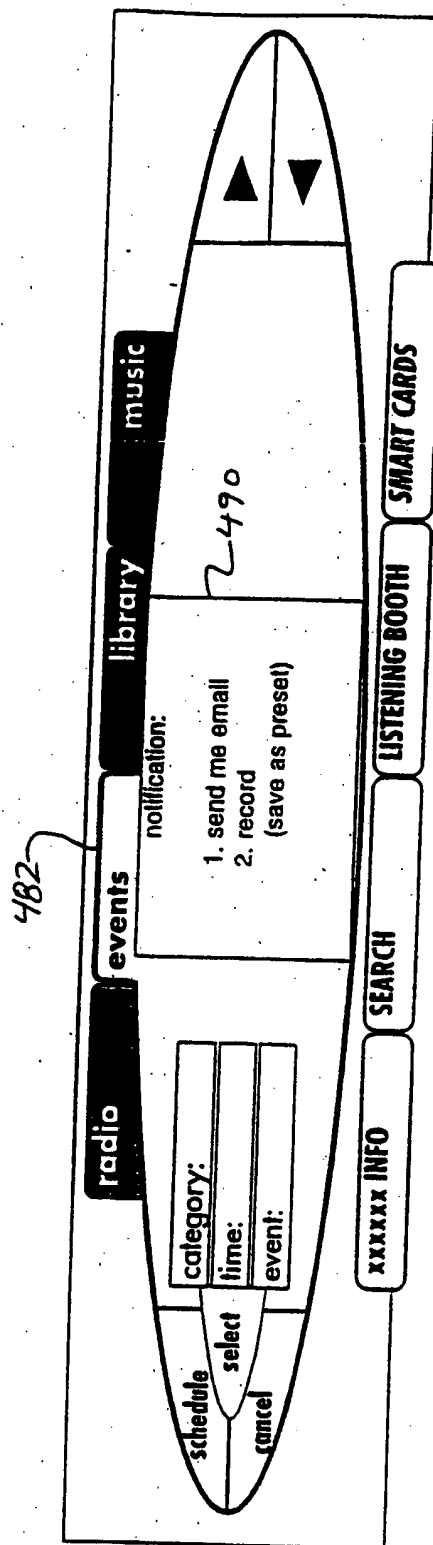 482
radio
events
library
music
schedule
select
cancel
category:
time:
event:
notification:
1. send me email
2. record
(save as preset)
490
xxxxxx INFO
SEARCH
LISTENING BOOTH
SMART CARDS